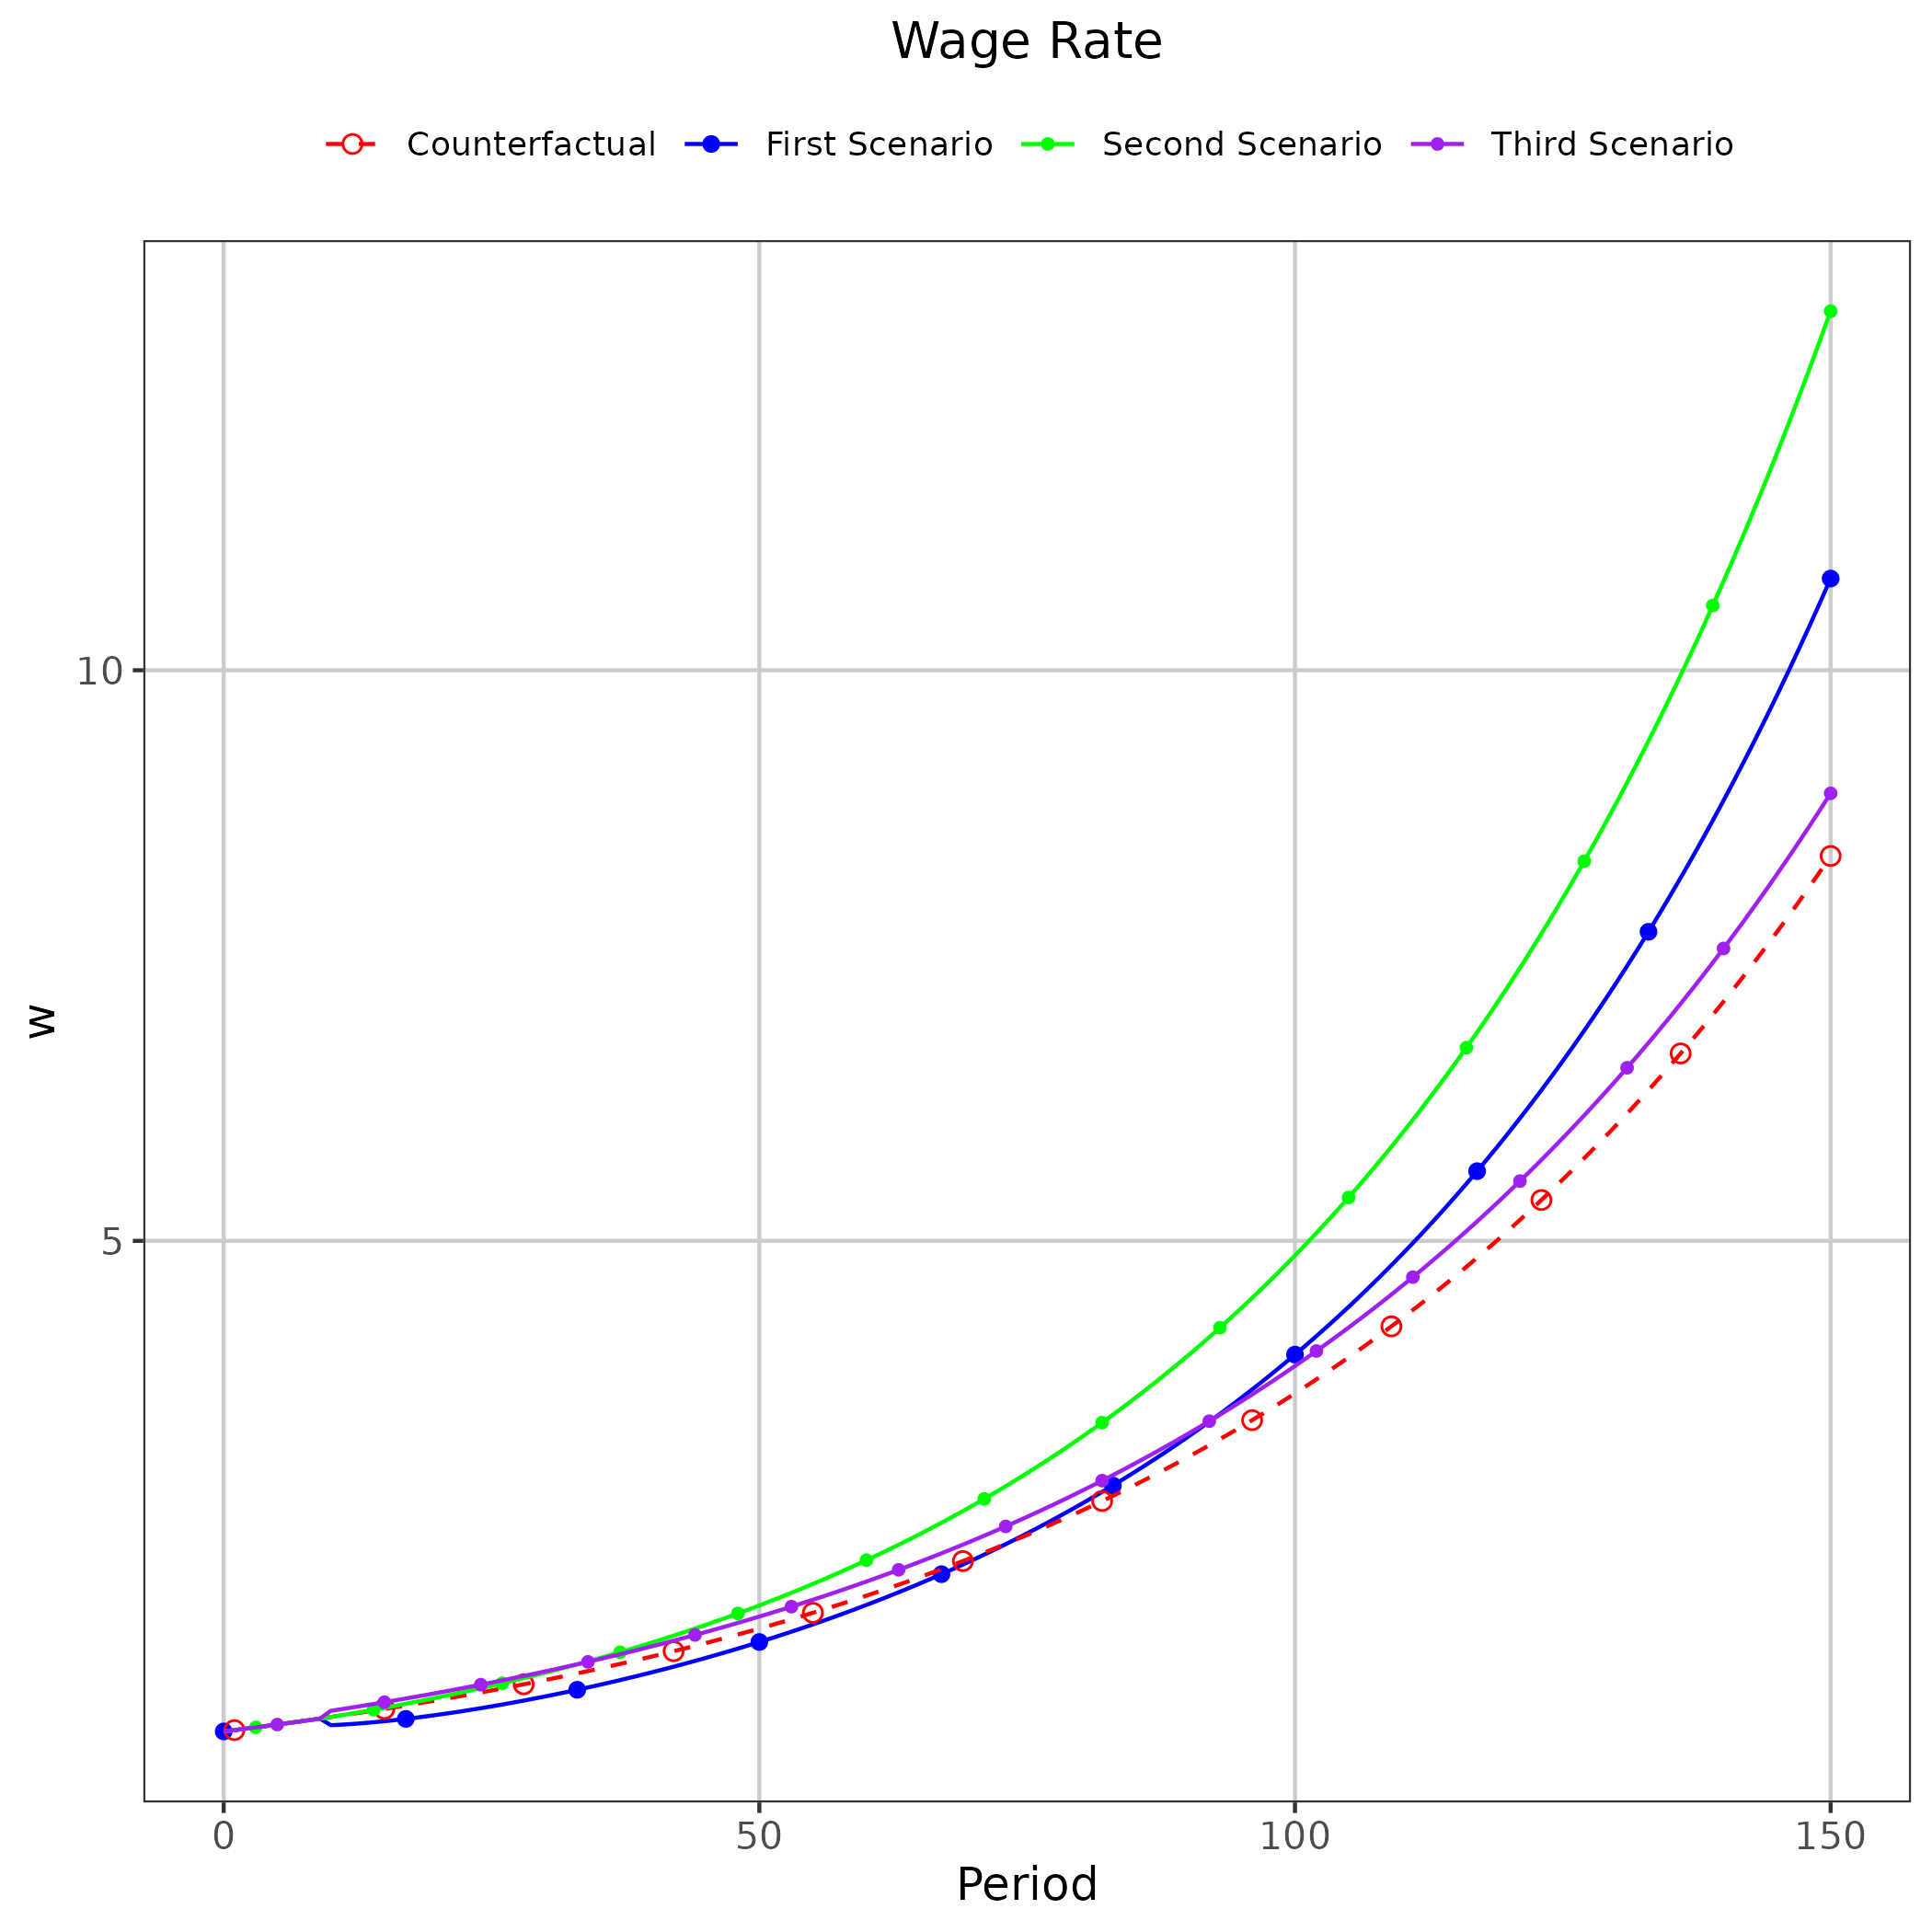 Wage Rate
Counterfactual First Scenario Second Scenario Third Scenario
10
5
w
0 50 100 150
Period